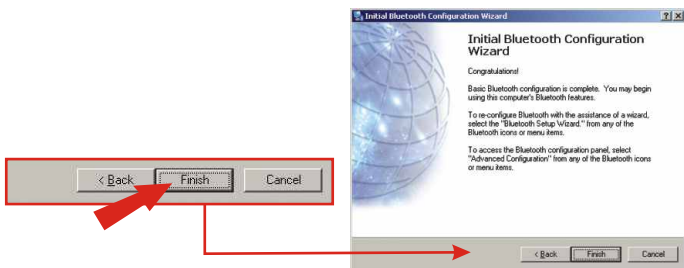 Initial Bluetooth Configuration Wizard
Initial Bluetooth Configuration
Wizard
Congratulations!
Basic Bluetooth configuration is complete. You may begin
using this computer's Bluetooth features.
To re-configure Bluetooth with the assistance of a wizard,
select the "Bluetooth Setup Wizard." from any of the
Bluetooth icons or menu items.
To access the Bluetooth configuration panel, select
"Advanced Configuration" from any of the Bluetooth icons
or menu items.
< Back Finish Cancel
< Back Finish Cancel